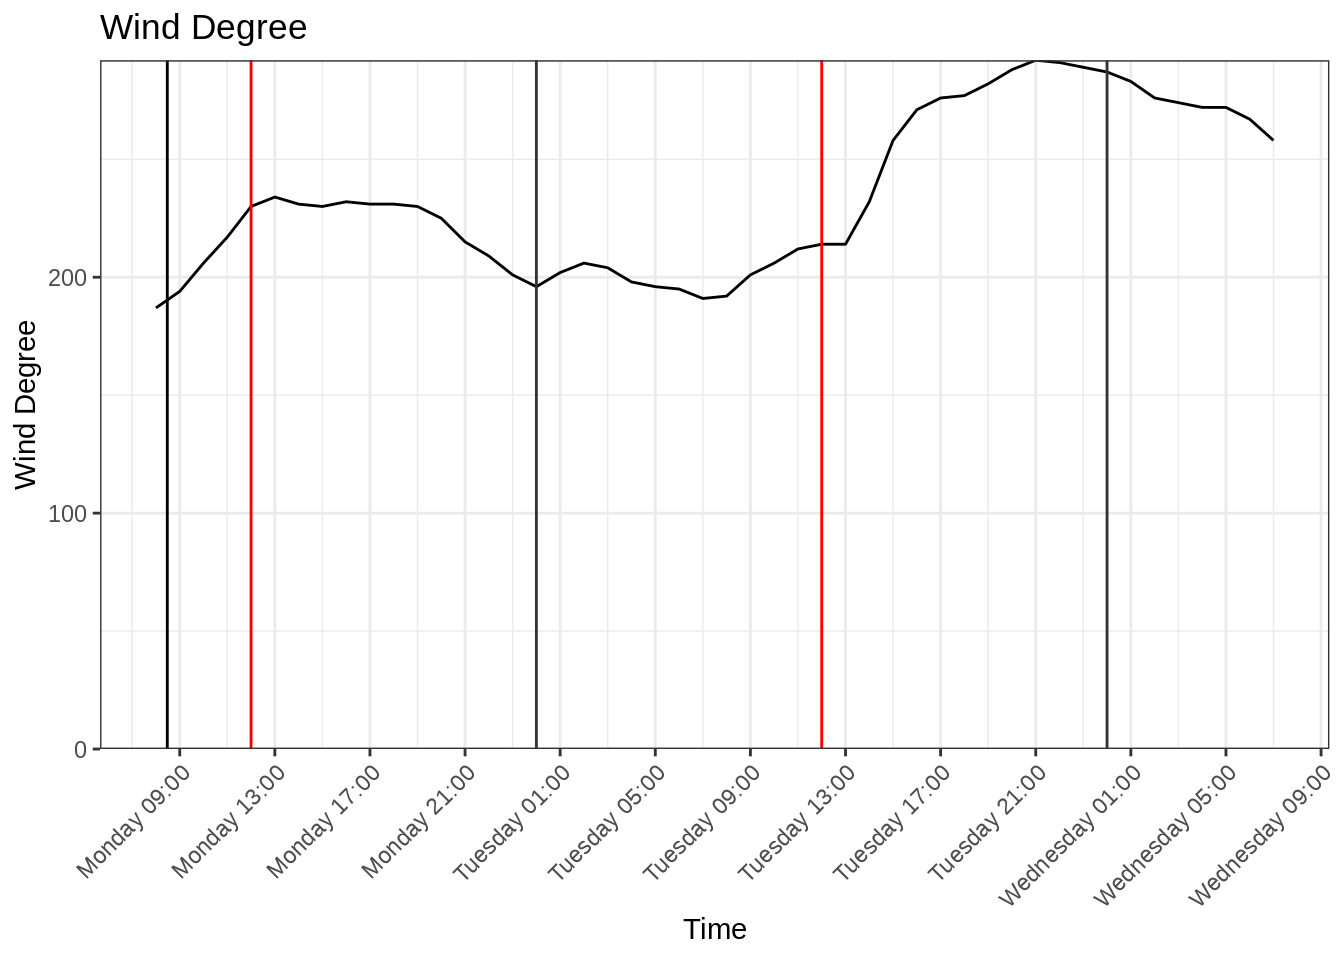 Wind Degree
Wind Degree
200
100
0
Monday 09:00
Monday 13:00
Monday 17:00
Monday 21:00
Tuesday 01:00
Tuesday 05:00
Tuesday 09:00
Tuesday 13:00
Tuesday 17:00
Tuesday 21:00
Wednesday 01:00
Wednesday 05:00
Wednesday 09:00
Time